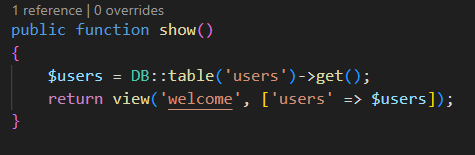 1 reference | 0 overrides
public function show()
{
    $users = DB::table('users')->get();
    return view('welcome', ['users' => $users]);
}